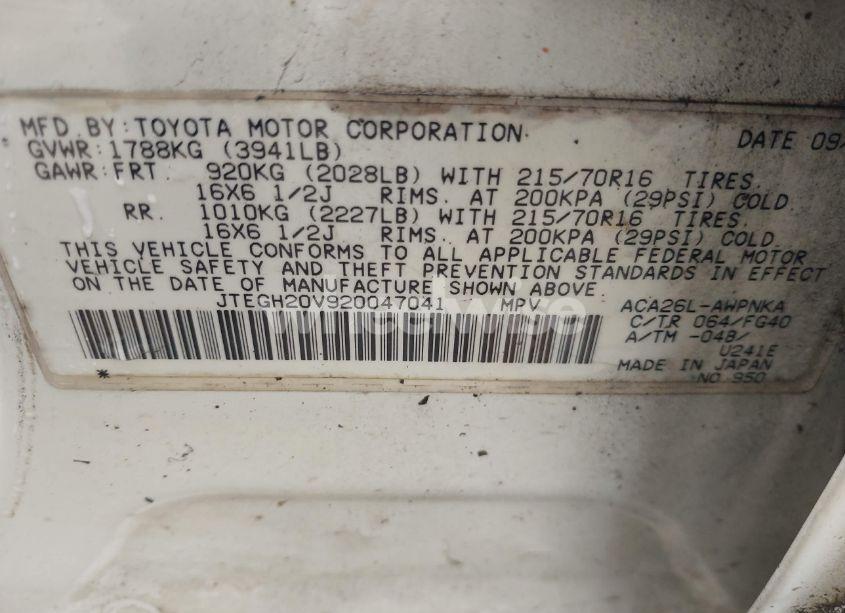 MFD. BY: TOYOTA MOTOR CORPORATION DATE 09/
GVWR: 1788KG (3941LB)
GAWR: FRT. 920KG (2028LB) WITH 215/70R16 TIRES,
16X6 1/2J RIMS. AT 200KPA (29PSI) COLD
RR. 1010KG (2227LB) WITH 215/70R16 TIRES,
16X6 1/2J RIMS. AT 200KPA (29PSI) COLD.
THIS VEHICLE CONFORMS TO ALL APPLICABLE FEDERAL MOTOR
VEHICLE SAFETY AND THEFT PREVENTION STANDARDS IN EFFECT
ON THE DATE OF MANUFACTURE SHOWN ABOVE.
JTEGH20V920047041 MPV ACA26L-AWPNKA
C/TR 064/FG40
A/TM -04B/
U241E
MADE IN JAPAN
NO. 950
*
wheelwise